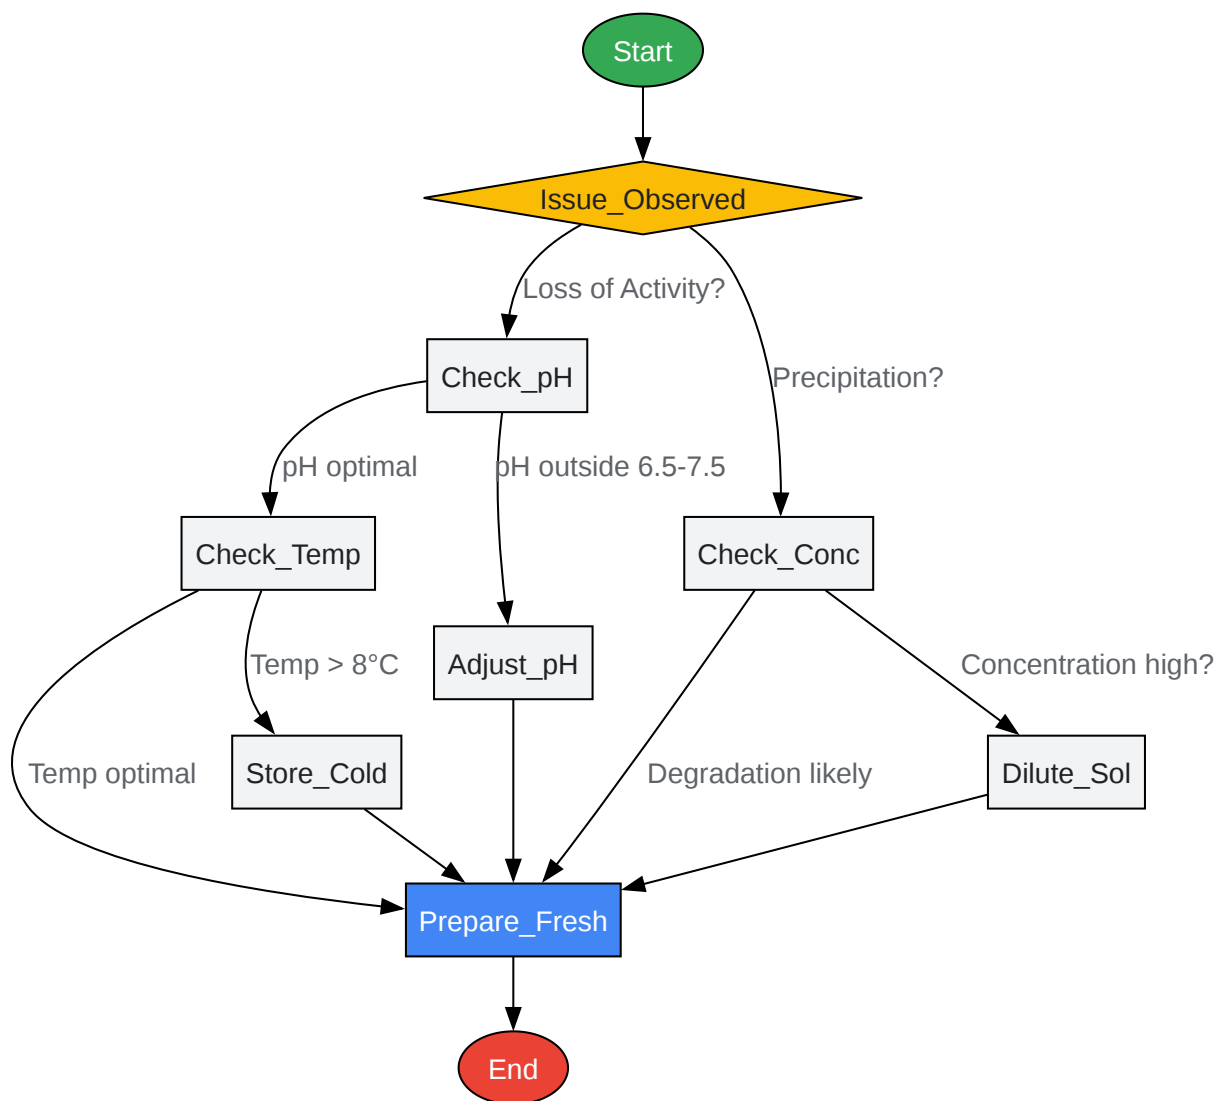 Start
Issue_Observed
Loss of Activity?
Check_pH
Precipitation?
pH optimal
pH outside 6.5-7.5
Check_Temp
Check_Conc
Temp > 8°C
Adjust_pH
Concentration high?
Temp optimal
Store_Cold
Degradation likely
Dilute_Sol
Prepare_Fresh
End